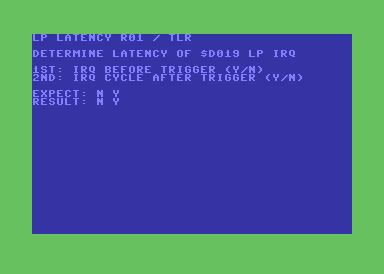 LP LATENCY R01 / TLR
DETERMINE LATENCY OF $D019 LP IRQ
1ST: IRQ BEFORE TRIGGER (Y/N)
2ND: IRQ CYCLE AFTER TRIGGER (Y/N)
EXPECT: N Y
RESULT: N Y